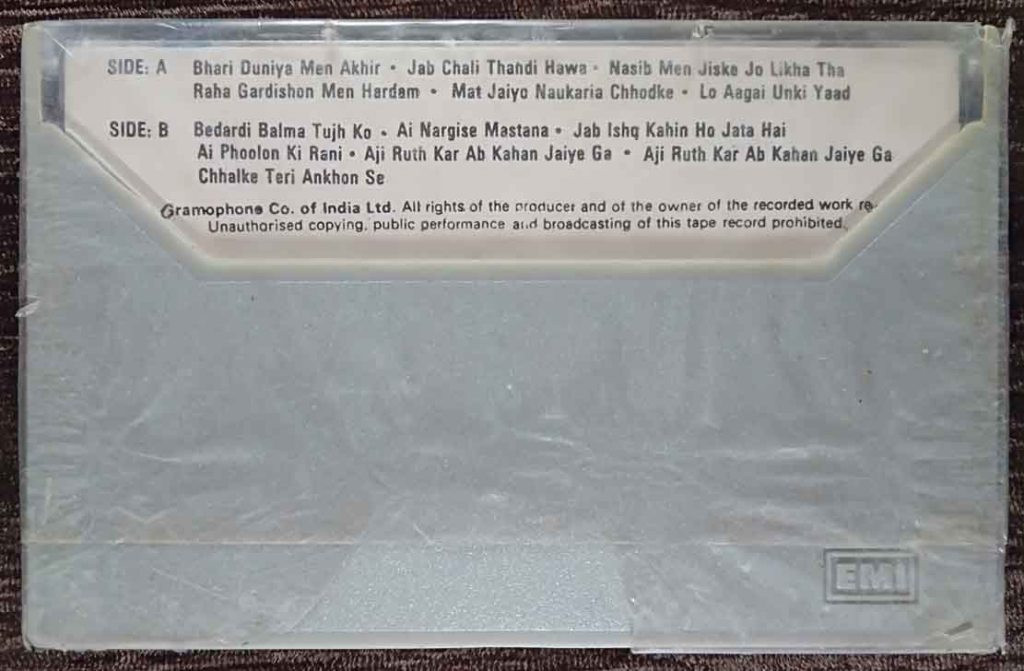 SIDE: A Bhari Duniya Men Akhir • Jab Chali Thandi Hawa • Nasib Men Jiske Jo Likha Tha
Raha Gardishon Men Hardam • Mat Jaiyo Naukaria Chhodke • Lo Aagai Unki Yaad
SIDE: B Bedardi Balma Tujh Ko • Ai Nargise Mastana • Jab Ishq Kahin Ho Jata Hai
Ai Phoolon Ki Rani • Aji Ruth Kar Ab Kahan Jaiye Ga • Aji Ruth Kar Ab Kahan Jaiye Ga
Chhalke Teri Ankhon Se
Gramophone Co. of India Ltd. All rights of the producer and of the owner of the recorded work re
Unauthorised copying, public performance and broadcasting of this tape record prohibited.
EMI